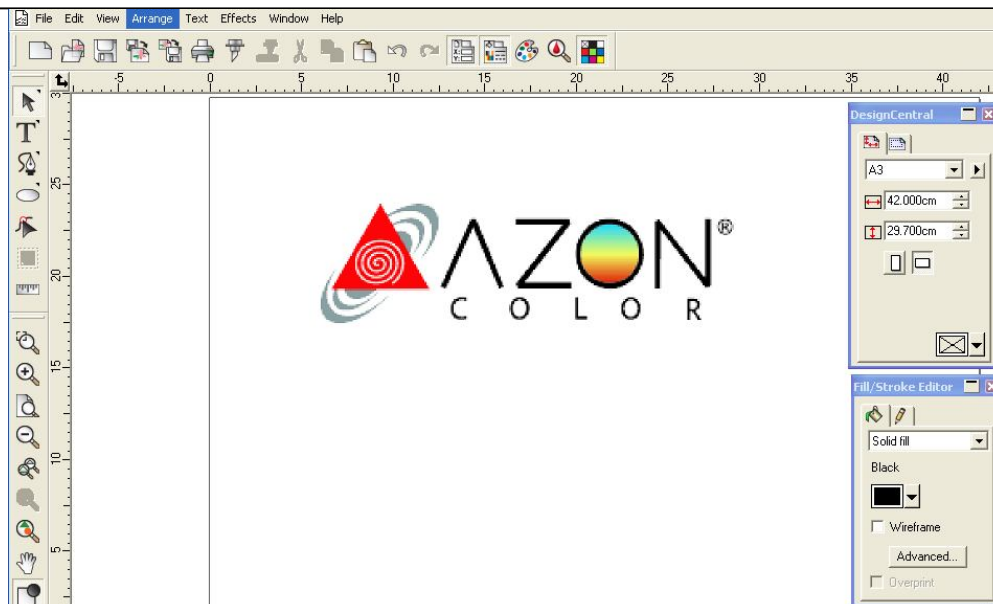 File Edit View Arrange Text Effects Window Help
-5 0 5 10 15 20 25 30 35 40
DesignCentral
A3
42.000cm
29.700cm
25
20
15
10
5
AZON®
COLOR
Fill/Stroke Editor
Solid fill
Black
Wireframe
Advanced...
Overprint